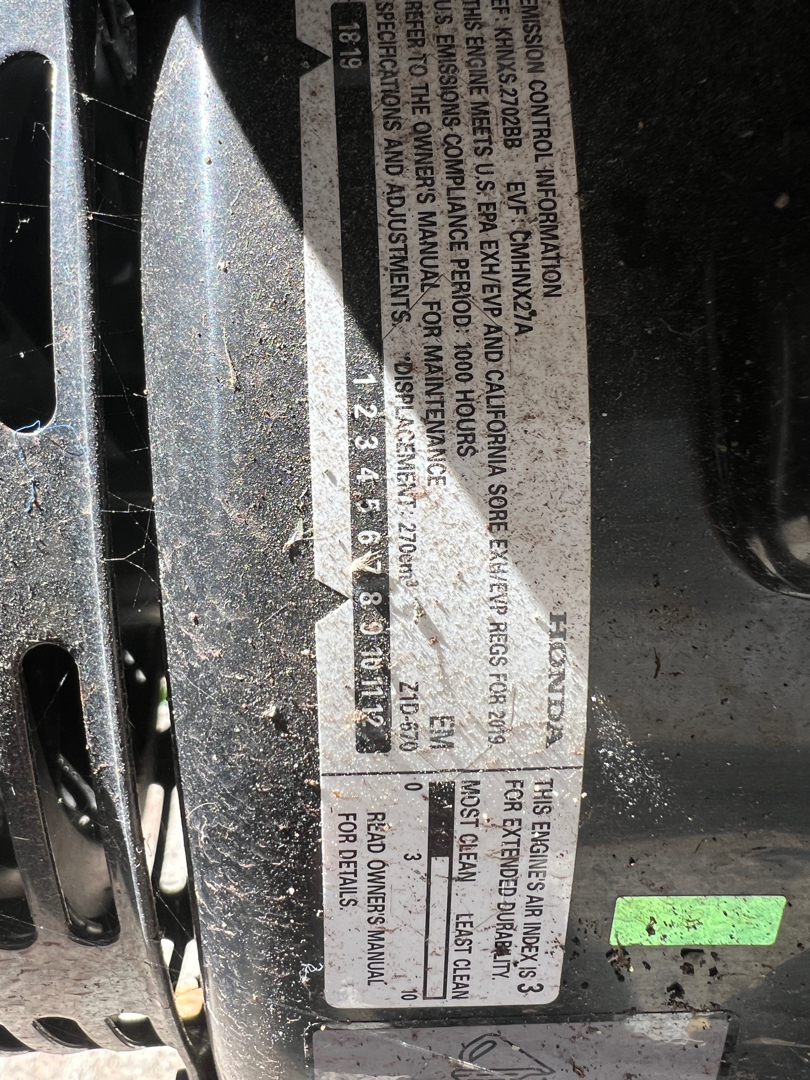 EMISSION CONTROL INFORMATION
EF: KHNXS.2702BB EVF: CMHNX27A HONDA
THIS ENGINE MEETS U.S. EPA EXH/EVP AND CALIFORNIA SORE EXH/EVP REGS FOR 2019.
U.S. EMISSIONS COMPLIANCE PERIOD: 1000 HOURS
REFER TO THE OWNER'S MANUAL FOR MAINTENANCE EM
SPECIFICATIONS AND ADJUSTMENTS. DISPLACEMENT: 270cm³ Z1D-670
1819 1 2 3 4 5 6 7 8 9 10 11 12
THIS ENGINE'S AIR INDEX IS 3
FOR EXTENDED DURABILITY.
MOST CLEAN LEAST CLEAN
0 3 10
READ OWNER'S MANUAL
FOR DETAILS.